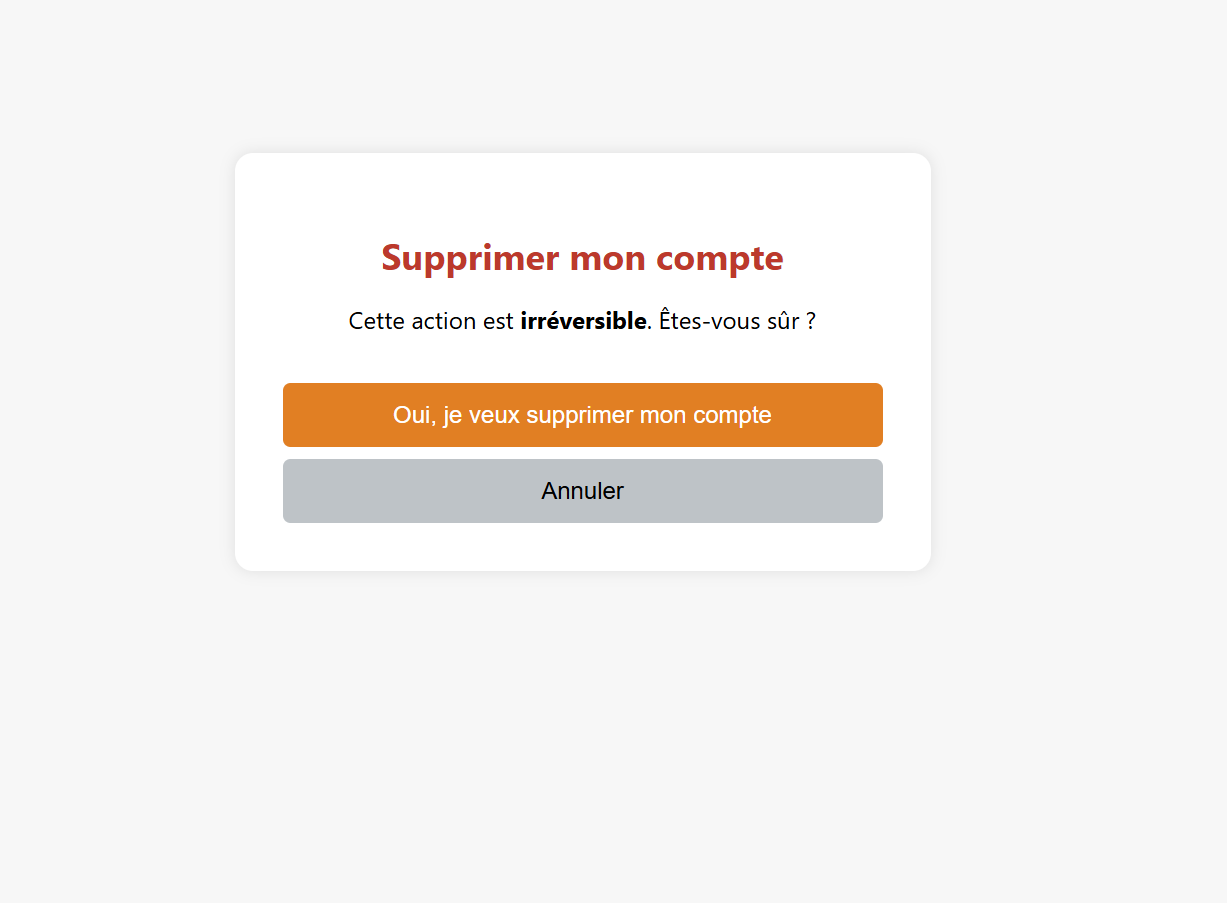 Supprimer mon compte
Cette action est irréversible. Êtes-vous sûr ?
Oui, je veux supprimer mon compte
Annuler